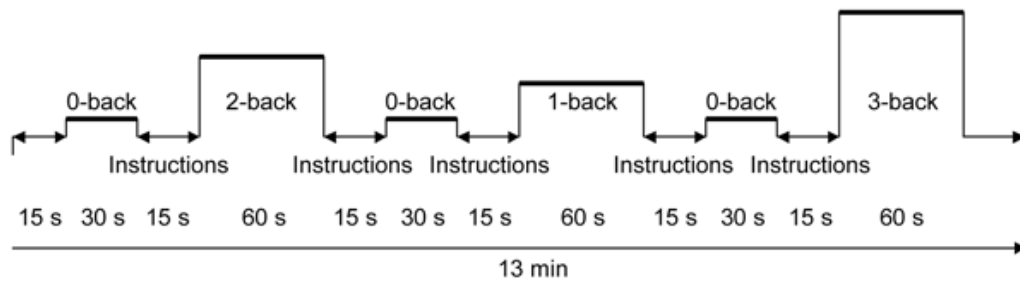 0-back 2-back 0-back 1-back 0-back 3-back
Instructions Instructions Instructions Instructions Instructions
15 s 30 s 15 s 60 s 15 s 30 s 15 s 60 s 15 s 30 s 15 s 60 s
13 min